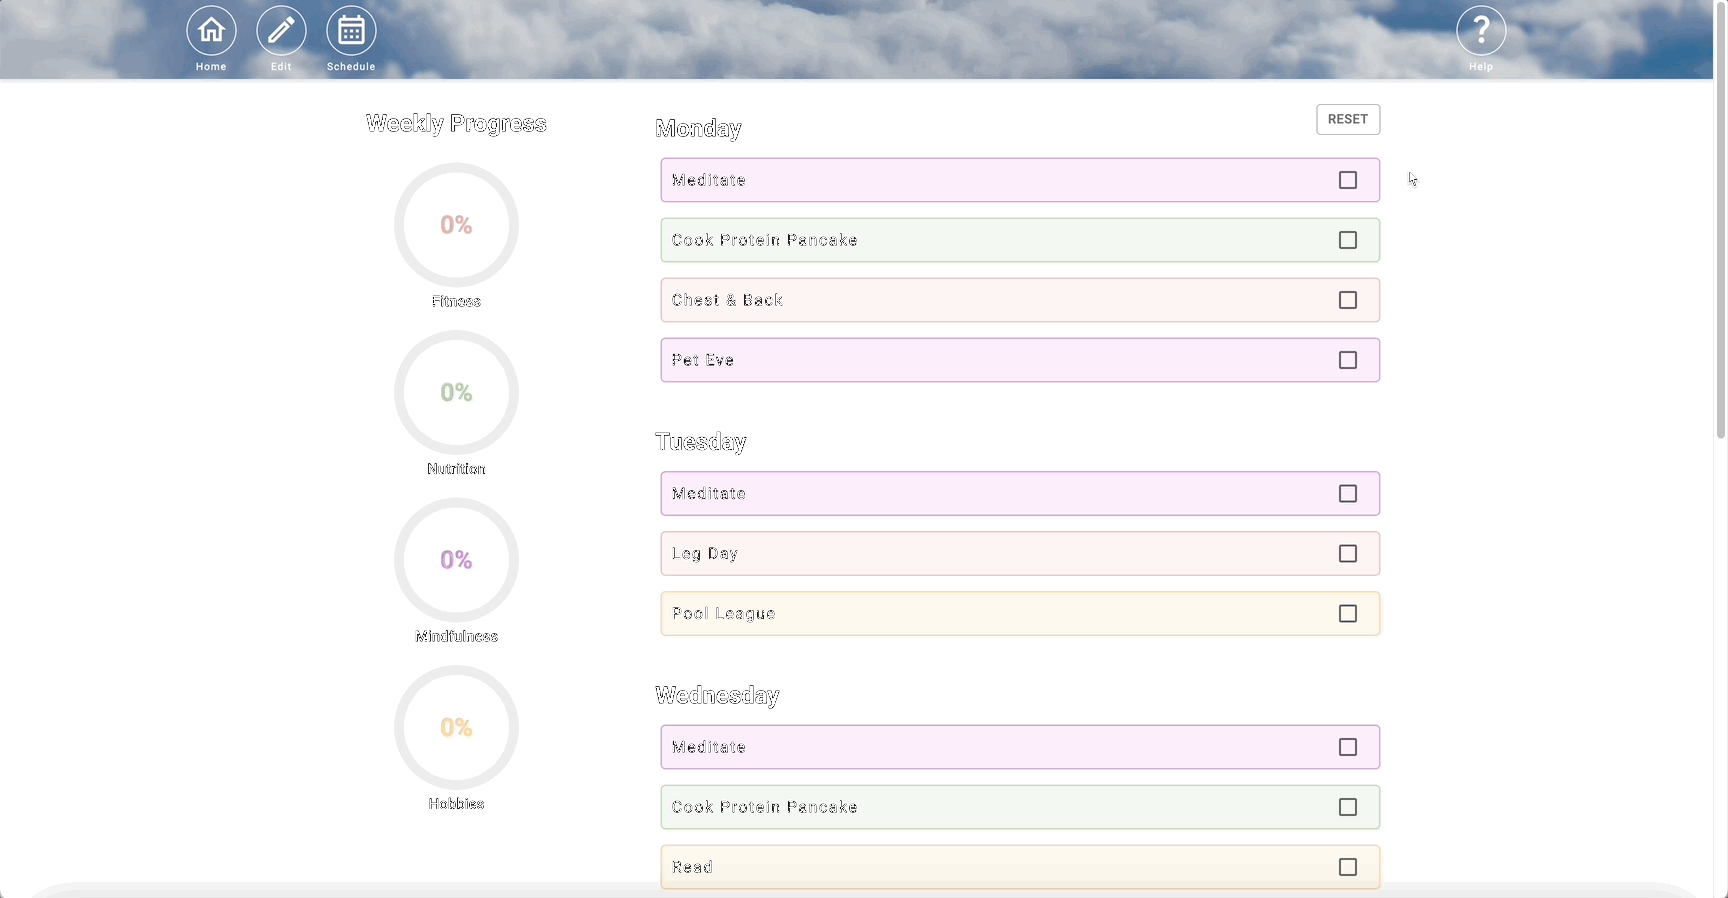 Home
Edit
Schedule
?
Help
Weekly Progress
0%
Fitness
0%
Nutrition
0%
Mindfulness
0%
Hobbies
RESET
Monday
Meditate
Cook Protein Pancake
Chest & Back
Pet Eve
Tuesday
Meditate
Leg Day
Pool League
Wednesday
Meditate
Cook Protein Pancake
Read